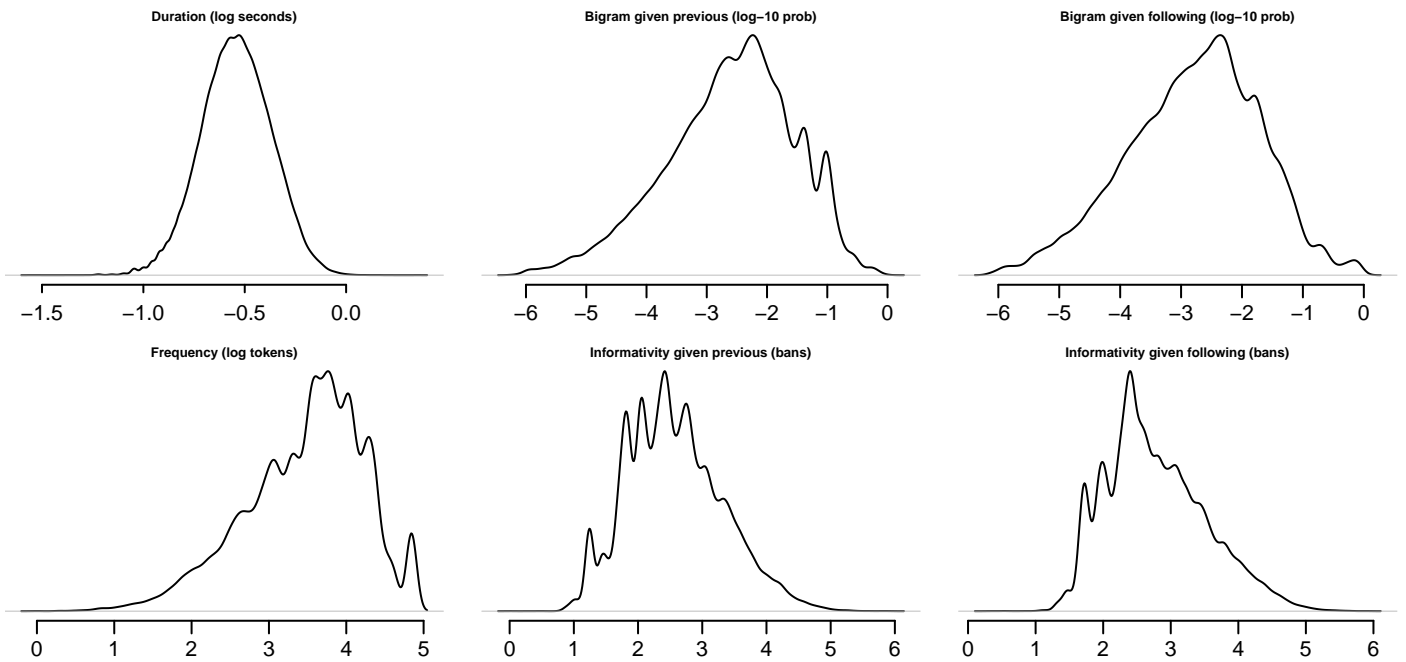 Duration (log seconds)
−1.5 −1.0 −0.5 0.0
Bigram given previous (log−10 prob)
−6 −5 −4 −3 −2 −1 0
Bigram given following (log−10 prob)
−6 −5 −4 −3 −2 −1 0
Frequency (log tokens)
0 1 2 3 4 5
Informativity given previous (bans)
0 1 2 3 4 5 6
Informativity given following (bans)
0 1 2 3 4 5 6